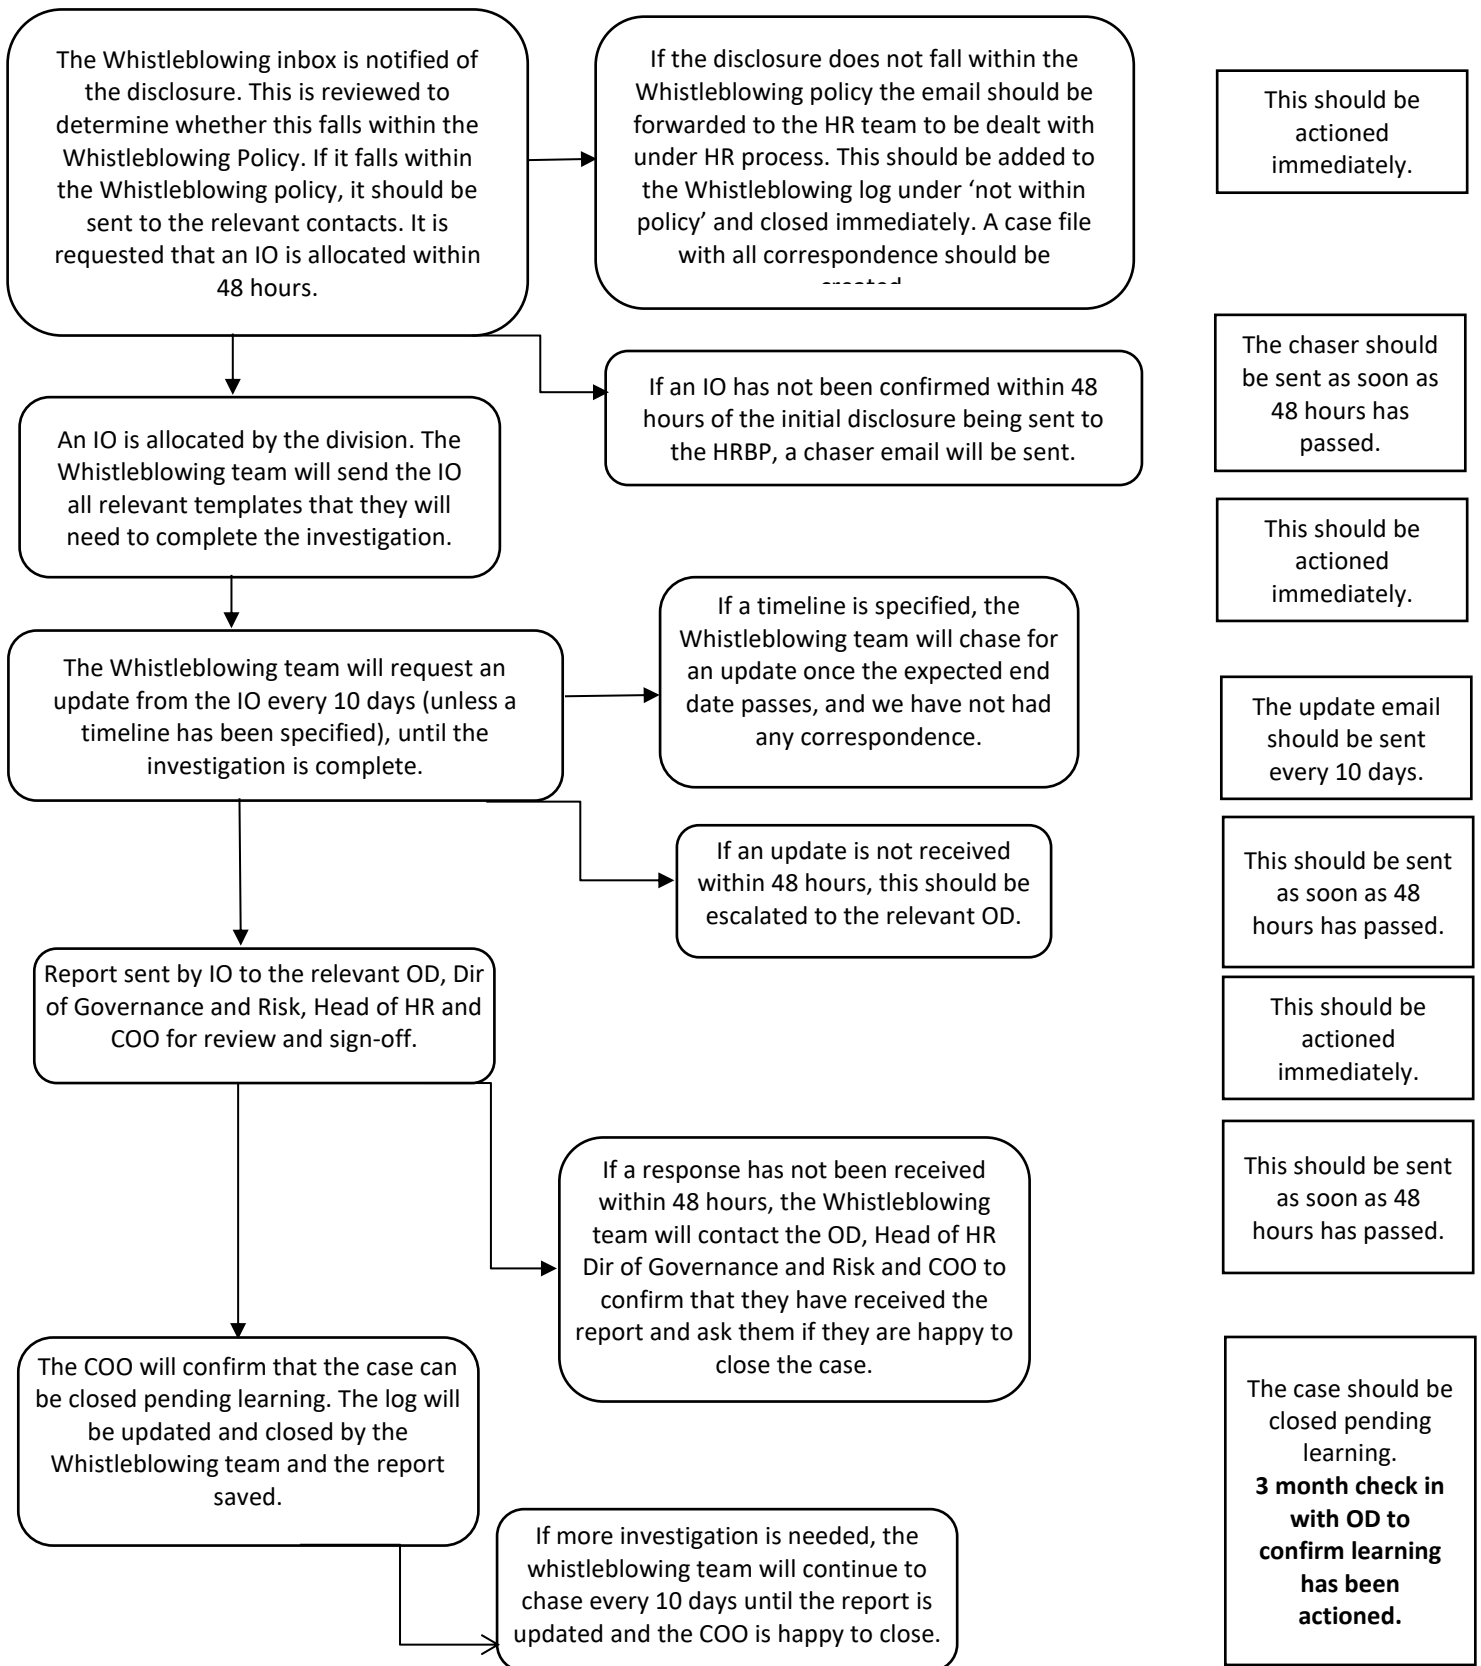 The Whistleblowing inbox is notified of
the disclosure. This is reviewed to
determine whether this falls within the
Whistleblowing Policy. If it falls within
the Whistleblowing policy, it should be
sent to the relevant contacts. It is
requested that an IO is allocated within
48 hours.
If the disclosure does not fall within the
Whistleblowing policy the email should be
forwarded to the HR team to be dealt with
under HR process. This should be added to
the Whistleblowing log under ‘not within
policy’ and closed immediately. A case file
with all correspondence should be
This should be
actioned
immediately.
If an IO has not been confirmed within 48
hours of the initial disclosure being sent to
the HRBP, a chaser email will be sent.
The chaser should
be sent as soon as
48 hours has
passed.
An IO is allocated by the division. The
Whistleblowing team will send the IO
all relevant templates that they will
need to complete the investigation.
This should be
actioned
immediately.
The Whistleblowing team will request an
update from the IO every 10 days (unless a
timeline has been specified), until the
investigation is complete.
If a timeline is specified, the
Whistleblowing team will chase for
an update once the expected end
date passes, and we have not had
any correspondence.
The update email
should be sent
every 10 days.
If an update is not received
within 48 hours, this should be
escalated to the relevant OD.
This should be sent
as soon as 48
hours has passed.
Report sent by IO to the relevant OD, Dir
of Governance and Risk, Head of HR and
COO for review and sign-off.
This should be
actioned
immediately.
If a response has not been received
within 48 hours, the Whistleblowing
team will contact the OD, Head of HR
Dir of Governance and Risk and COO to
confirm that they have received the
report and ask them if they are happy to
close the case.
This should be sent
as soon as 48
hours has passed.
The COO will confirm that the case can
be closed pending learning. The log will
be updated and closed by the
Whistleblowing team and the report
saved.
The case should be
closed pending
learning.
3 month check in
with OD to
confirm learning
has been
actioned.
If more investigation is needed, the
whistleblowing team will continue to
chase every 10 days until the report is
updated and the COO is happy to close.